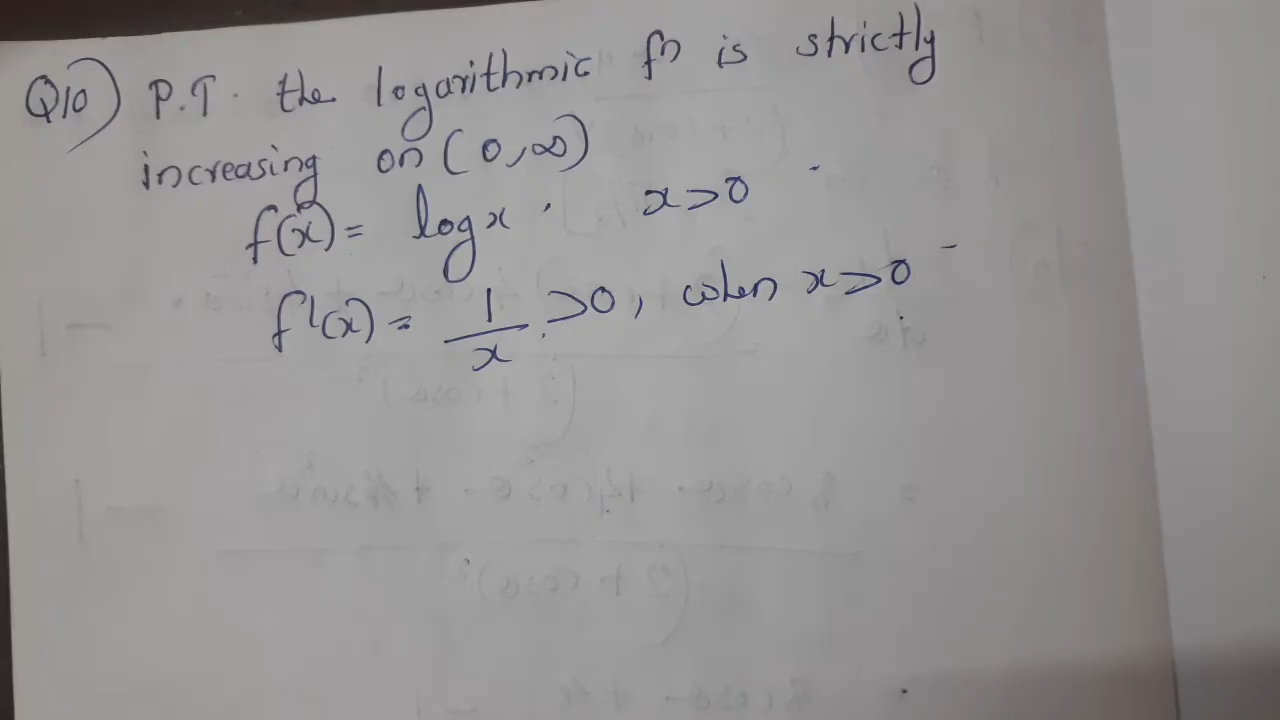 Q10) P.T. the logarithmic fn is strictly
increasing on (0,∞)
f(x) = log x . x>0
f'(x) = 1/x >0, when x>0